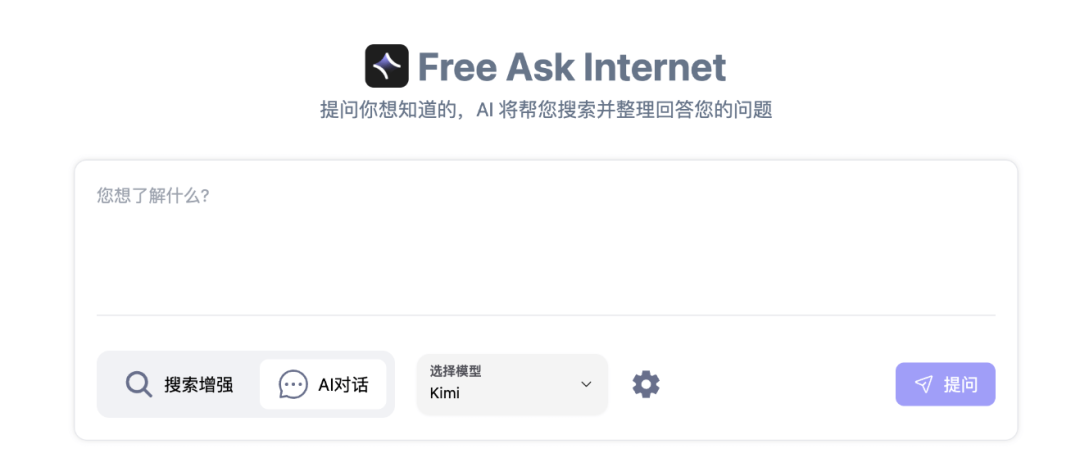 Free Ask Internet
提问你想知道的，AI 将帮您搜索并整理回答您的问题
您想了解什么?
搜索增强
AI对话
选择模型
Kimi
提问